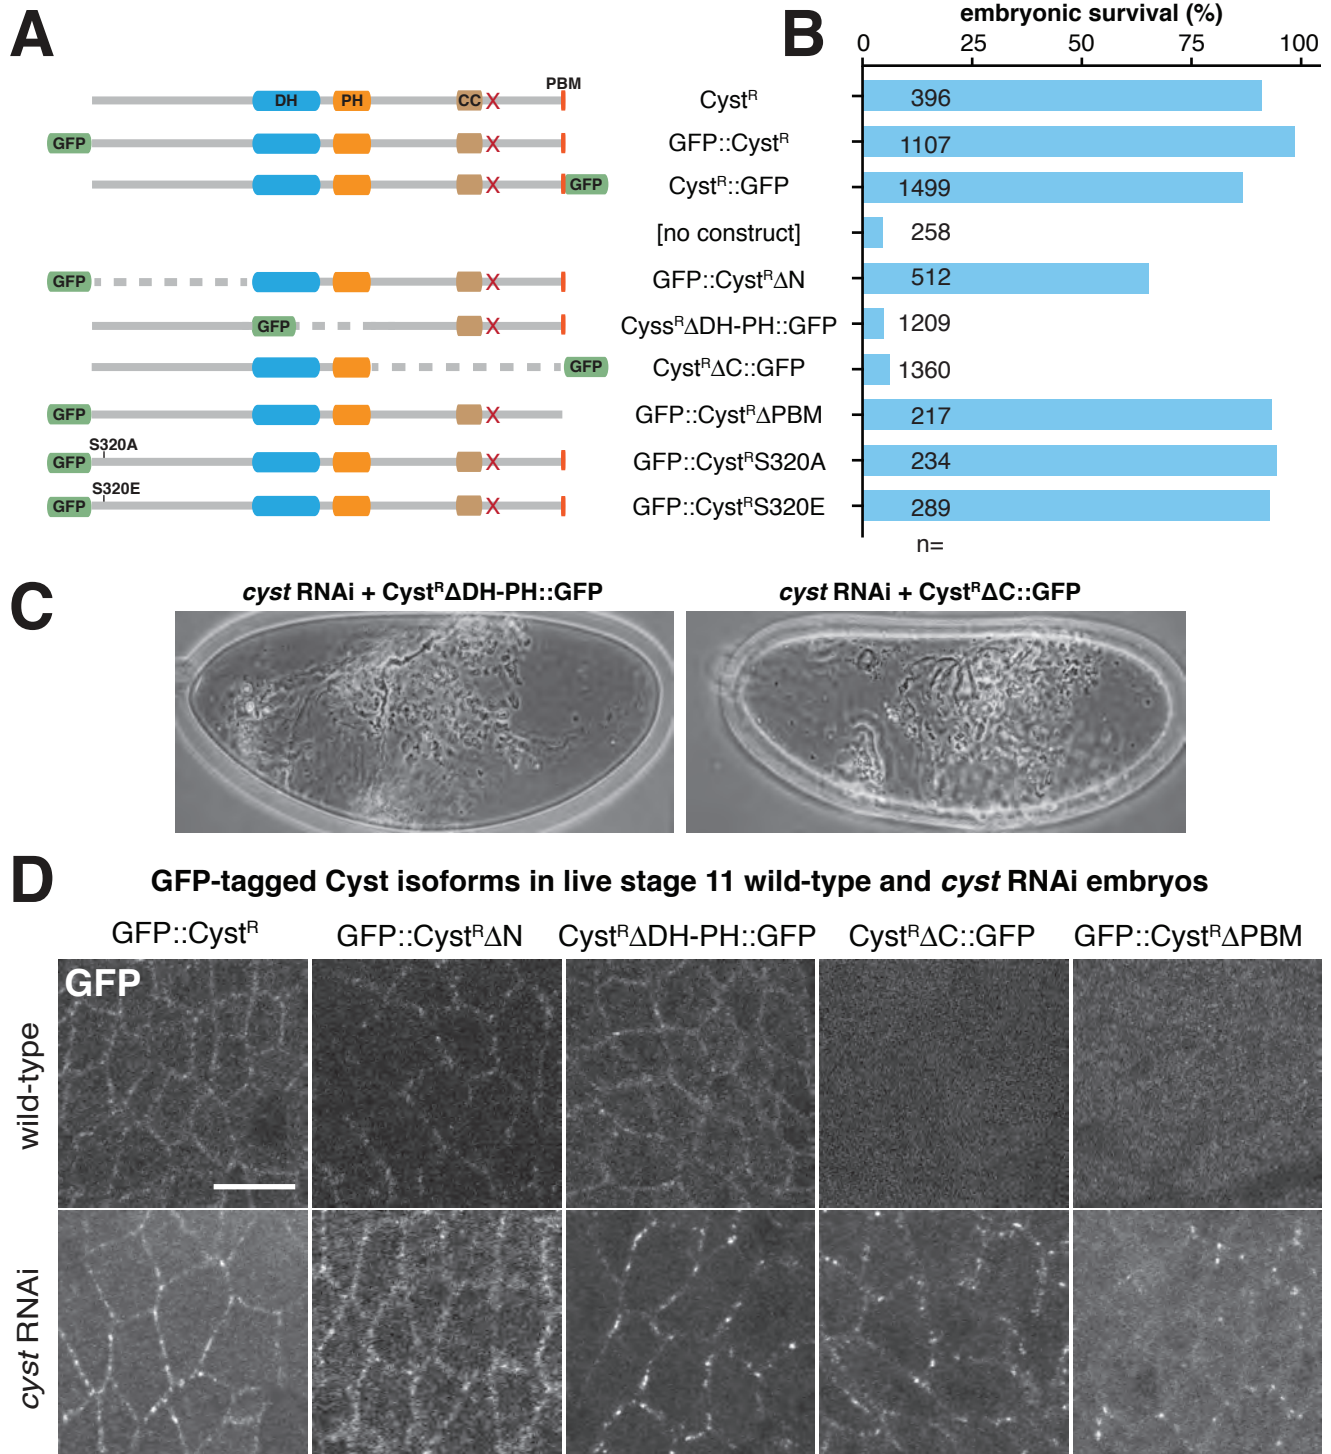 A
B
embryonic survival (%)
0 25 50 75 100
PBM
DH PH CC X
Cystᴿ
396
GFP X
GFP::Cystᴿ
1107
X GFP
Cystᴿ::GFP
1499
[no construct]
258
GFP X
GFP::CystᴿΔN
512
GFP X
CyssᴿΔDH-PH::GFP
1209
GFP
CystᴿΔC::GFP
1360
GFP X
GFP::CystᴿΔPBM
217
S320A
GFP X
GFP::CystᴿS320A
234
S320E
GFP X
GFP::CystᴿS320E
289
n=
C
cyst RNAi + CystᴿΔDH-PH::GFP
cyst RNAi + CystᴿΔC::GFP
D
GFP-tagged Cyst isoforms in live stage 11 wild-type and cyst RNAi embryos
GFP::Cystᴿ GFP::CystᴿΔN CystᴿΔDH-PH::GFP CystᴿΔC::GFP GFP::CystᴿΔPBM
GFP
wild-type
cyst RNAi